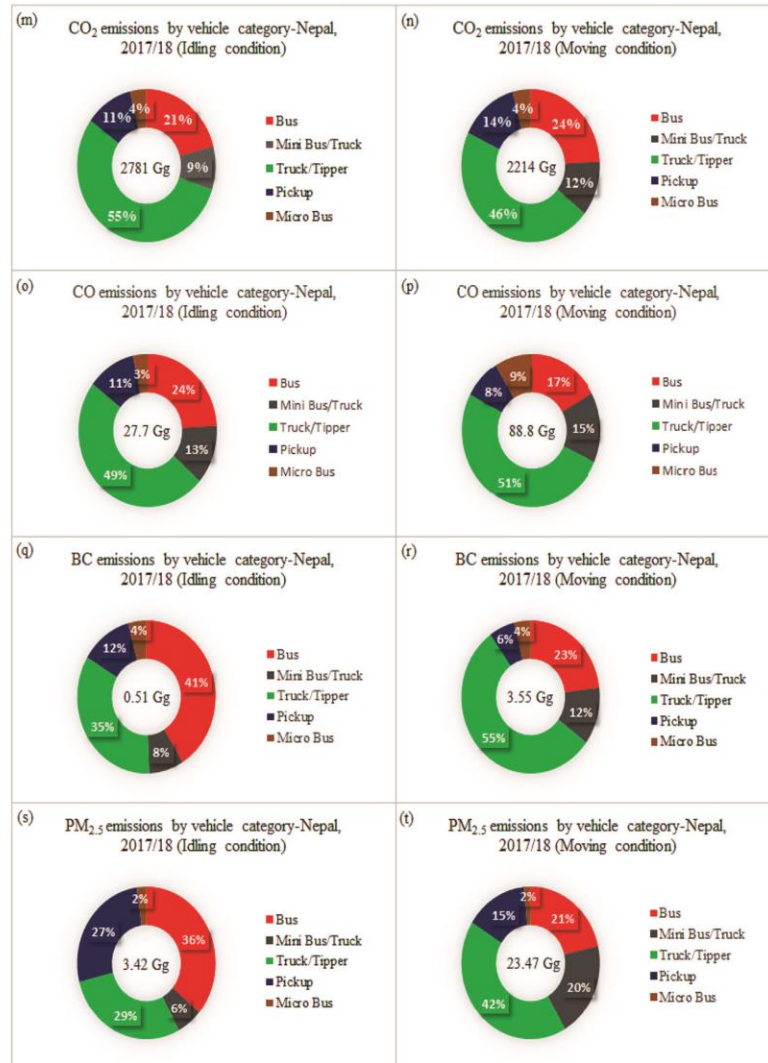 (m)
CO₂ emissions by vehicle category-Nepal,
2017/18 (Idling condition)
4%
11%
21%
9%
55%
2781 Gg
Bus
Mini Bus/Truck
Truck/Tipper
Pickup
Micro Bus
(n)
CO₂ emissions by vehicle category-Nepal,
2017/18 (Moving condition)
4%
14%
24%
12%
46%
2214 Gg
Bus
Mini Bus/Truck
Truck/Tipper
Pickup
Micro Bus
(o)
CO emissions by vehicle category-Nepal,
2017/18 (Idling condition)
3%
11%
24%
13%
49%
27.7 Gg
Bus
Mini Bus/Truck
Truck/Tipper
Pickup
Micro Bus
(p)
CO emissions by vehicle category-Nepal,
2017/18 (Moving condition)
9%
8%
17%
15%
51%
88.8 Gg
Bus
Mini Bus/Truck
Truck/Tipper
Pickup
Micro Bus
(q)
BC emissions by vehicle category-Nepal,
2017/18 (Idling condition)
4%
12%
41%
35%
8%
0.51 Gg
Bus
Mini Bus/Truck
Truck/Tipper
Pickup
Micro Bus
(r)
BC emissions by vehicle category-Nepal,
2017/18 (Moving condition)
4%
6%
23%
12%
55%
3.55 Gg
Bus
Mini Bus/Truck
Truck/Tipper
Pickup
Micro Bus
(s)
PM₂.₅ emissions by vehicle category-Nepal,
2017/18 (Idling condition)
2%
27%
36%
29%
6%
3.42 Gg
Bus
Mini Bus/Truck
Truck/Tipper
Pickup
Micro Bus
(t)
PM₂.₅ emissions by vehicle category-Nepal,
2017/18 (Moving condition)
2%
15%
21%
20%
42%
23.47 Gg
Bus
Mini Bus/Truck
Truck/Tipper
Pickup
Micro Bus